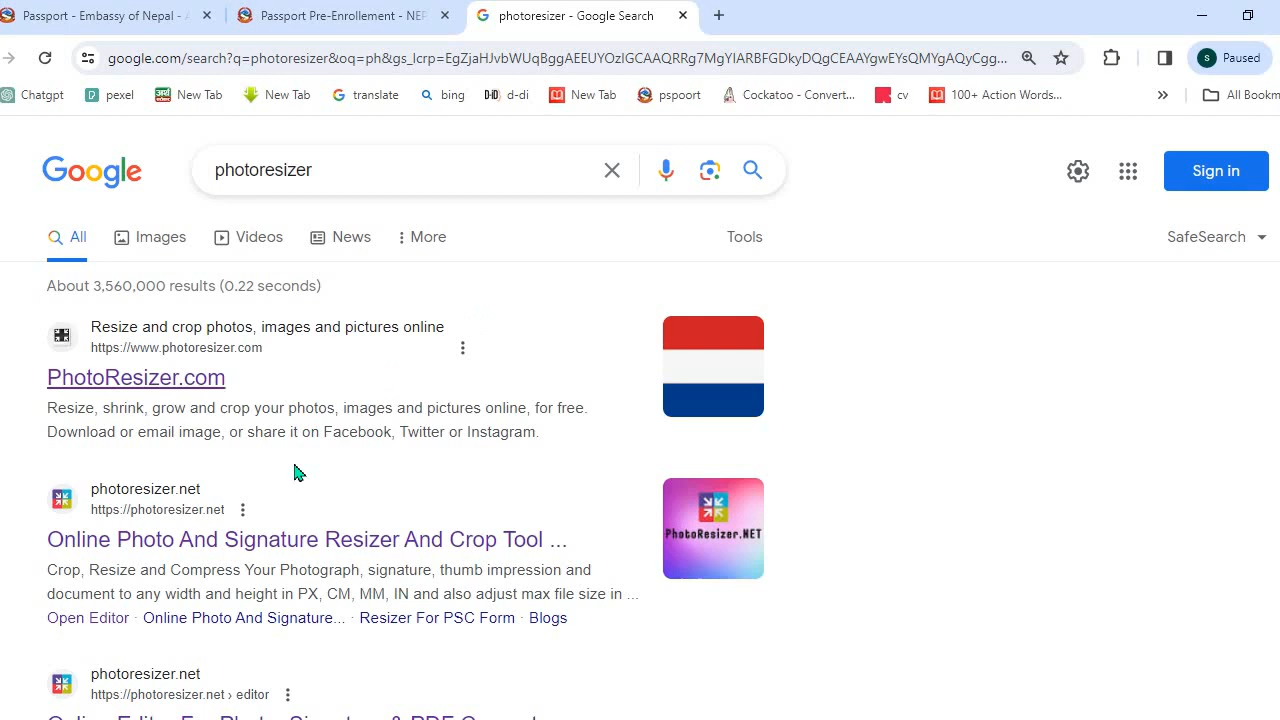 Passport - Embassy of Nepal -
Passport Pre-Enrollement - NEP
photoresizer - Google Search
google.com/search?q=photoresizer&oq=photo&gs_lcrp=
Paused
Chatgpt
pexel
New Tab
New Tab
translate
bing
d-di
New Tab
pspoort
Cockatoo - Convert...
cv
100+ Action Words...
All Bookm
Google
photoresizer
Sign in
All
Images
Videos
News
More
Tools
SafeSearch
About 3,560,000 results (0.22 seconds)
Resize and crop photos, images and pictures online
https://www.photoresizer.com
PhotoResizer.com
Resize, shrink, grow and crop your photos, images and pictures online, for free.
Download or email image, or share it on Facebook, Twitter or Instagram.
photoresizer.net
https://photoresizer.net
Online Photo And Signature Resizer And Crop Tool ...
PhotoResizer.NET
Crop, Resize and Compress Your Photograph, signature, thumb impression and
document to any width and height in PX, CM, MM, IN and also adjust max file size in ...
Open Editor · Online Photo And Signature... · Resizer For PSC Form · Blogs
photoresizer.net
https://photoresizer.net › editor